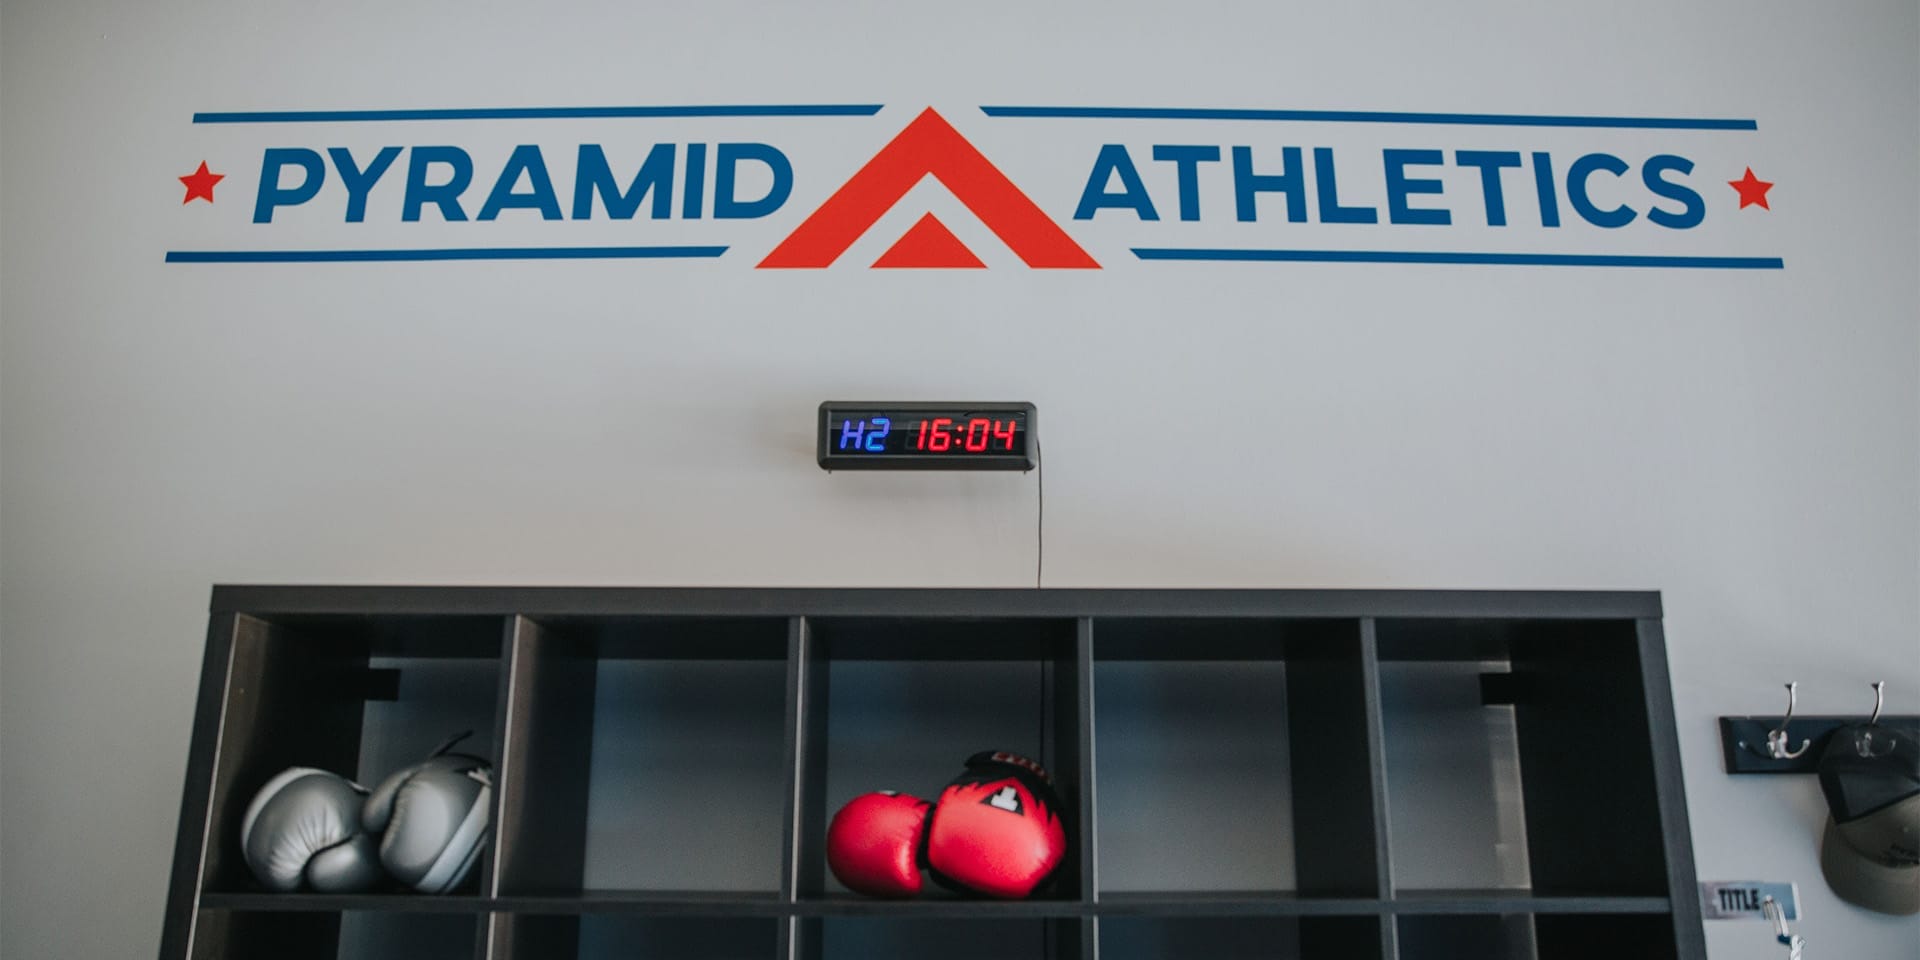 PYRAMID ATHLETICS
H2 16:04
T
TITLE